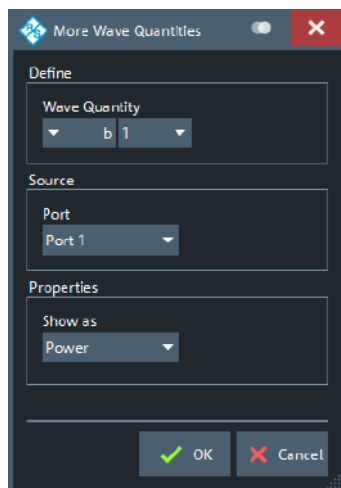 More Wave Quantities
Define
Wave Quantity
b 1
Source
Port
Port 1
Properties
Show as
Power
OK Cancel